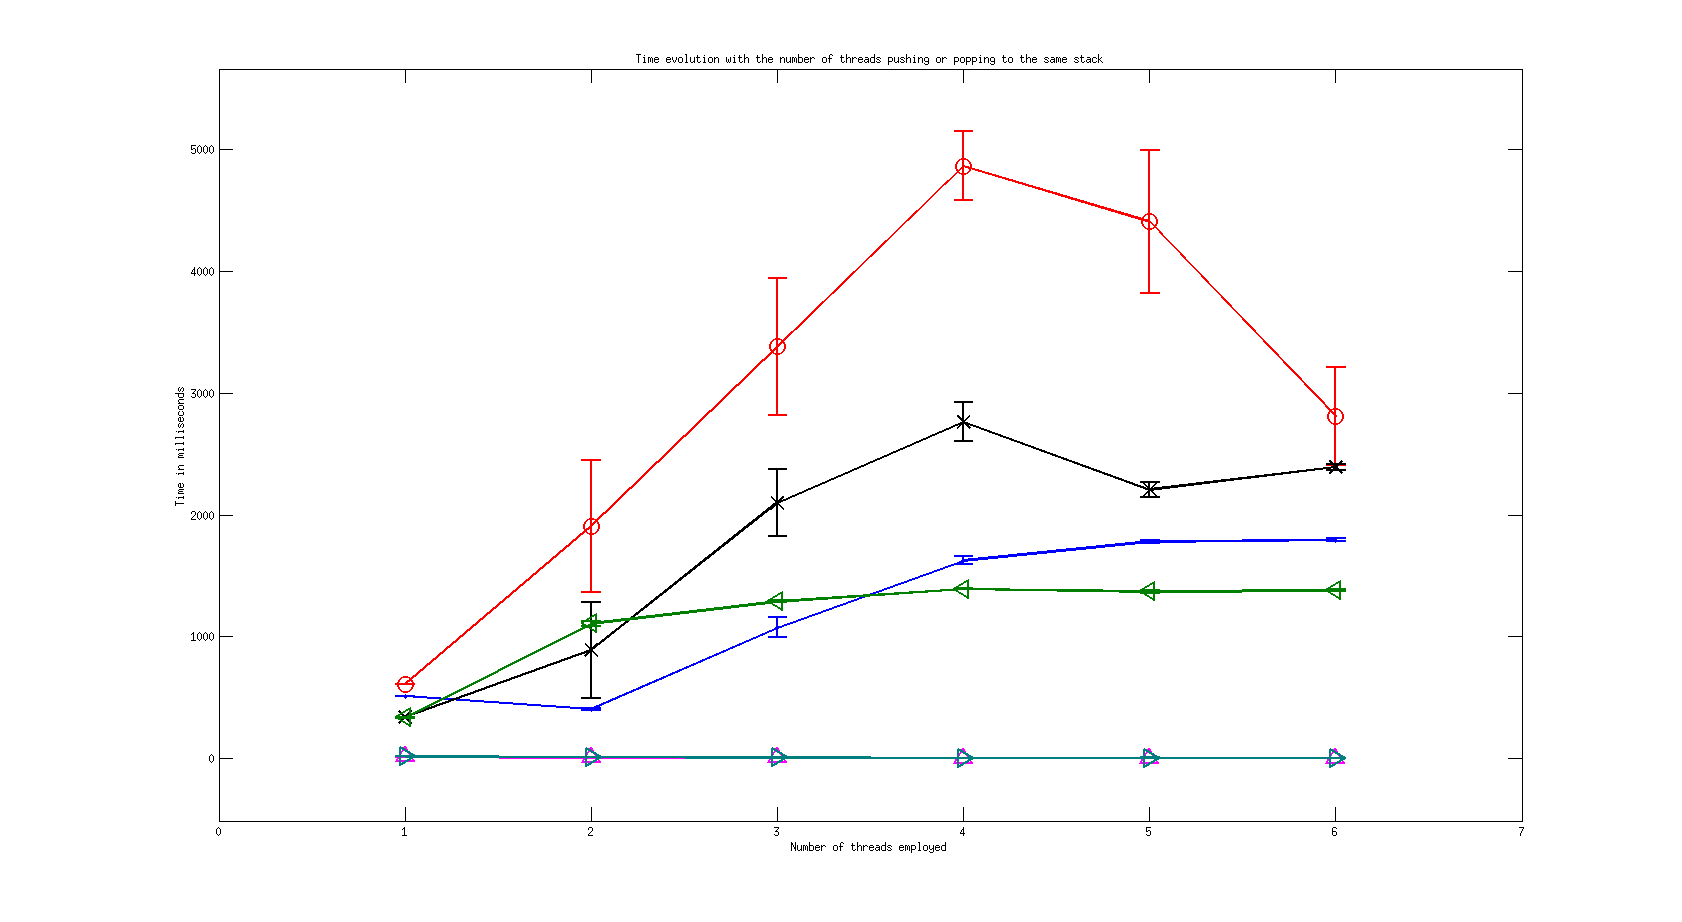 Time evolution with the number of threads pushing or popping to the same stack
5000
4000
3000
2000
1000
0
Time in milliseconds
0 1 2 3 4 5 6 7
Number of threads employed